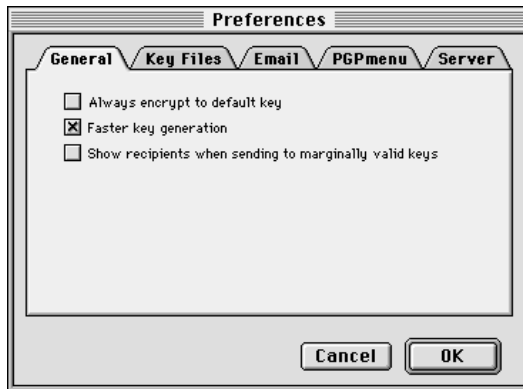 Preferences
General Key Files Email PGPmenu Server
Always encrypt to default key
Faster key generation
Show recipients when sending to marginally valid keys
Cancel OK